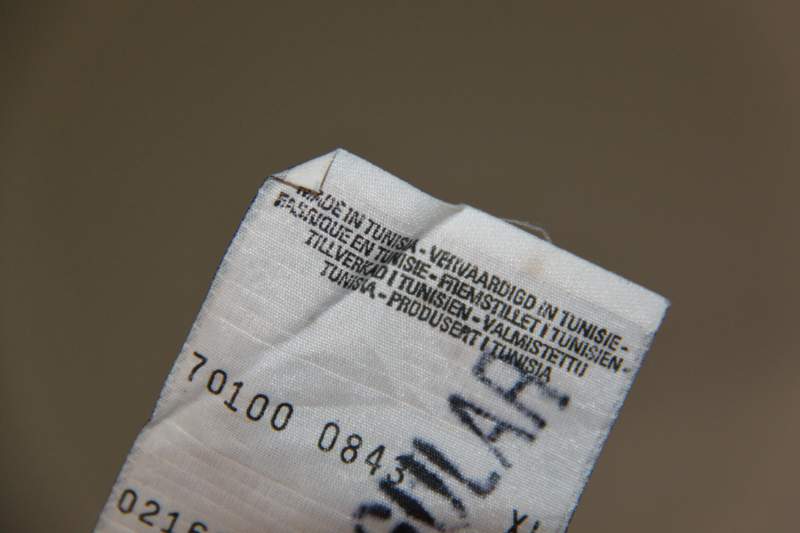 MADE IN TUNISIA - VERVAARDIGD IN TUNISIE -
FABRIQUE EN TUNISIE - FREMSTILLET I TUNISIEN -
TILLVERKAD I TUNISIEN - VALMISTETTU
TUNISIA - PRODUSERT I TUNISIA
70100 0843
0216